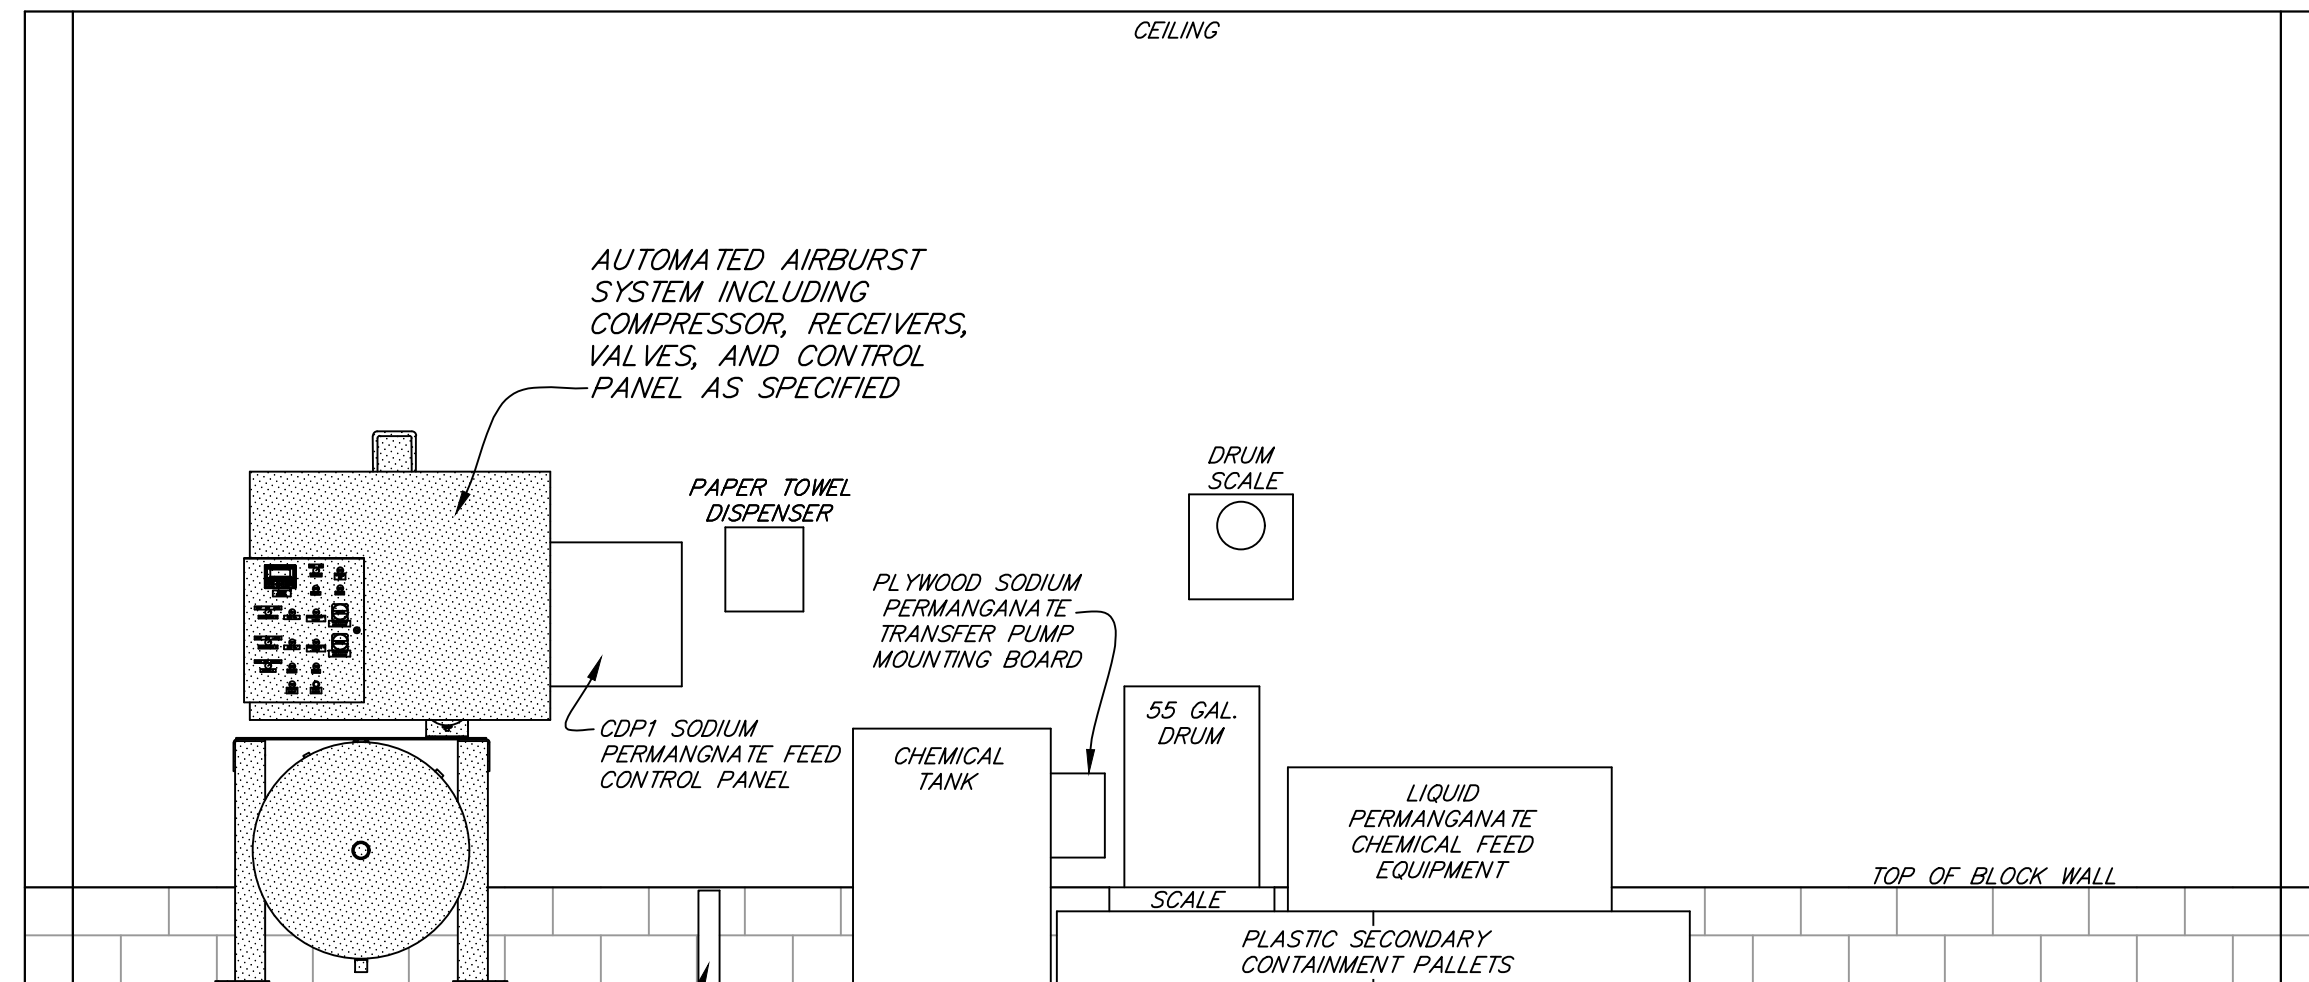 CEILING
AUTOMATED AIRBURST
SYSTEM INCLUDING
COMPRESSOR, RECEIVERS,
VALVES, AND CONTROL
PANEL AS SPECIFIED
PAPER TOWEL
DISPENSER
DRUM
SCALE
PLYWOOD SODIUM
PERMANGANATE
TRANSFER PUMP
MOUNTING BOARD
CDP1 SODIUM
PERMANGNATE FEED
CONTROL PANEL
CHEMICAL
TANK
55 GAL.
DRUM
LIQUID
PERMANGANATE
CHEMICAL FEED
EQUIPMENT
TOP OF BLOCK WALL
SCALE
PLASTIC SECONDARY
CONTAINMENT PALLETS